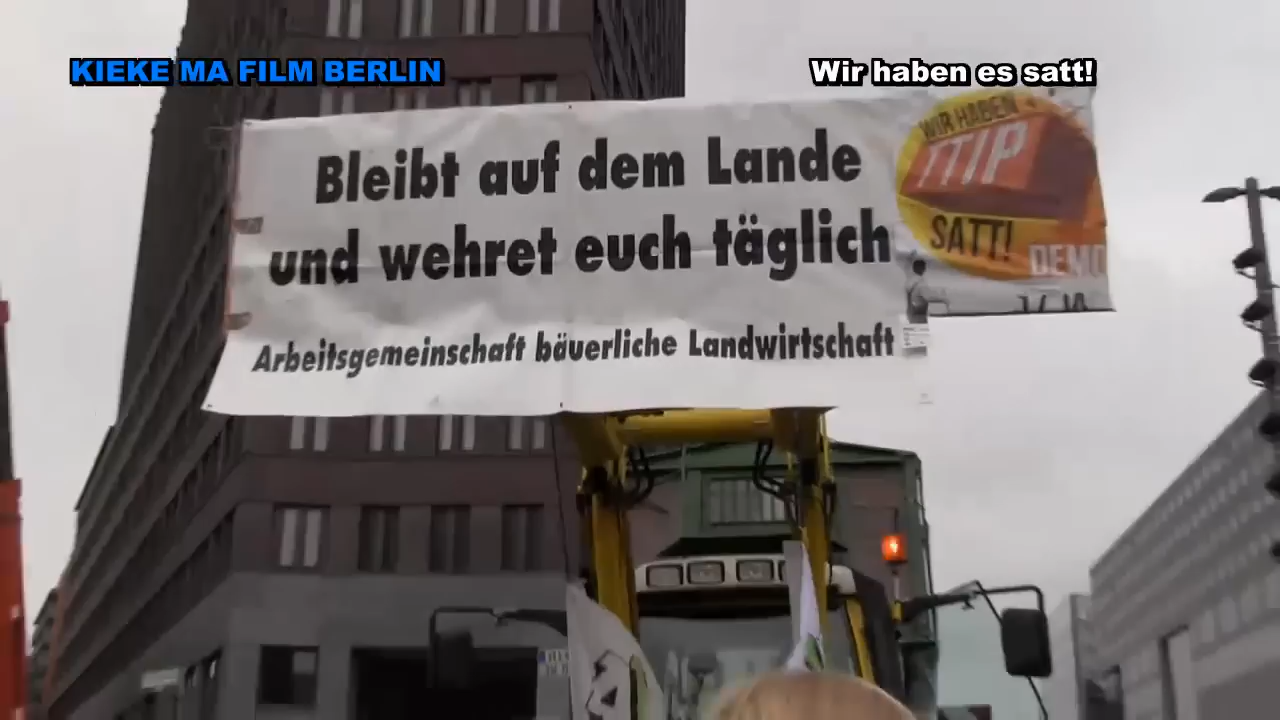 KIEKE MA FILM BERLIN
Wir haben es satt!
Bleibt auf dem Lande
und wehret euch täglich
Arbeitsgemeinschaft bäuerliche Landwirtschaft
WIR HABEN
TTIP
SATT!
DEMO